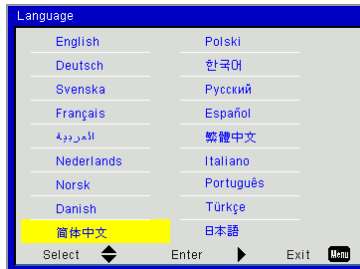 Language
English Polski
Deutsch 한국어
Svenska Русский
Français Español
العربية 繁體中文
Nederlands Italiano
Norsk Português
Danish Türkçe
简体中文 日本語
Select Enter Exit Menu